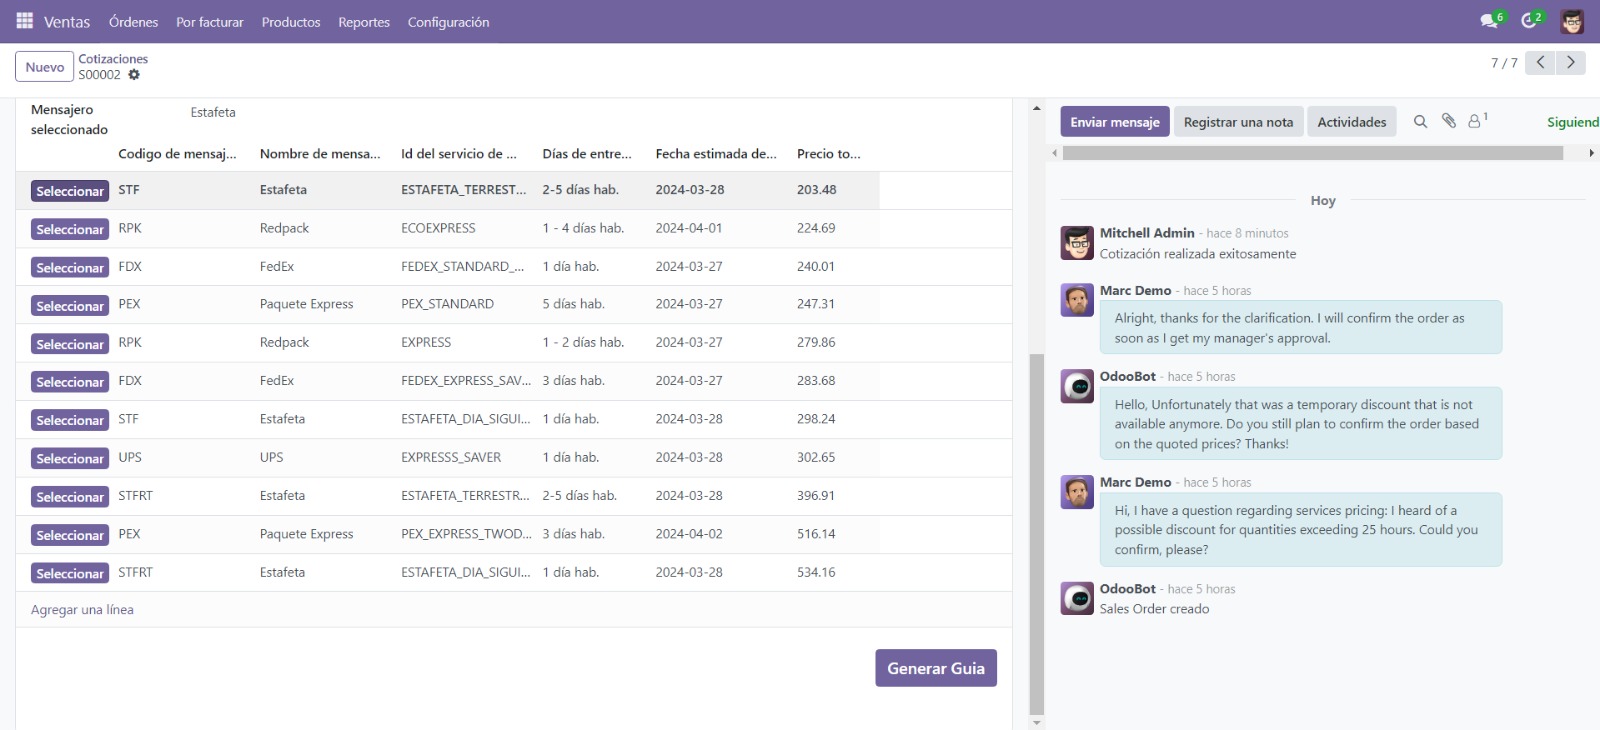 Ventas Órdenes Por facturar Productos Reportes Configuración 6 2
Nuevo Cotizaciones
S00002
7 / 7
Mensajero seleccionado Estafeta
Codigo de mensaj... Nombre de mensa... Id del servicio de ... Días de entre... Fecha estimada de... Precio to...
Seleccionar STF Estafeta ESTAFETA_TERREST... 2-5 días hab. 2024-03-28 203.48
Seleccionar RPK Redpack ECOEXPRESS 1 - 4 días hab. 2024-04-01 224.69
Seleccionar FDX FedEx FEDEX_STANDARD_... 1 día hab. 2024-03-27 240.01
Seleccionar PEX Paquete Express PEX_STANDARD 5 días hab. 2024-03-27 247.31
Seleccionar RPK Redpack EXPRESS 1 - 2 días hab. 2024-03-27 279.86
Seleccionar FDX FedEx FEDEX_EXPRESS_SAV... 3 días hab. 2024-03-27 283.68
Seleccionar STF Estafeta ESTAFETA_DIA_SIGUI... 1 día hab. 2024-03-28 298.24
Seleccionar UPS UPS EXPRESSS_SAVER 1 día hab. 2024-03-28 302.65
Seleccionar STFRT Estafeta ESTAFETA_TERRESTR... 2-5 días hab. 2024-03-28 396.91
Seleccionar PEX Paquete Express PEX_EXPRESS_TWOD... 3 días hab. 2024-04-02 516.14
Seleccionar STFRT Estafeta ESTAFETA_DIA_SIGUI... 1 día hab. 2024-03-28 534.16
Agregar una línea
Generar Guia
Enviar mensaje Registrar una nota Actividades 1 Siguiend
Hoy
Mitchell Admin - hace 8 minutos
Cotización realizada exitosamente
Marc Demo - hace 5 horas
Alright, thanks for the clarification. I will confirm the order as
soon as I get my manager's approval.
OdooBot - hace 5 horas
Hello, Unfortunately that was a temporary discount that is not
available anymore. Do you still plan to confirm the order based
on the quoted prices? Thanks!
Marc Demo - hace 5 horas
Hi, I have a question regarding services pricing: I heard of a
possible discount for quantities exceeding 25 hours. Could you
confirm, please?
OdooBot - hace 5 horas
Sales Order creado